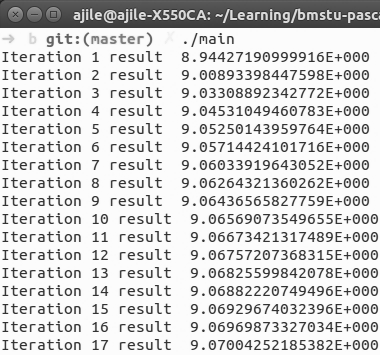 ajile@ajile-X550CA: ~/Learning/bmstu-pasca
➜ b git:(master) ✗ ./main
Iteration 1 result 8.94427190999916E+000
Iteration 2 result 9.00893398447598E+000
Iteration 3 result 9.03308892342772E+000
Iteration 4 result 9.04531049460783E+000
Iteration 5 result 9.05250143959764E+000
Iteration 6 result 9.05714424101716E+000
Iteration 7 result 9.06033919643052E+000
Iteration 8 result 9.06264321360262E+000
Iteration 9 result 9.06436565827759E+000
Iteration 10 result 9.06569073549655E+000
Iteration 11 result 9.06673421317489E+000
Iteration 12 result 9.06757207368315E+000
Iteration 13 result 9.06825599842078E+000
Iteration 14 result 9.06882220749496E+000
Iteration 15 result 9.06929674032396E+000
Iteration 16 result 9.06969873327034E+000
Iteration 17 result 9.07004252185382E+000